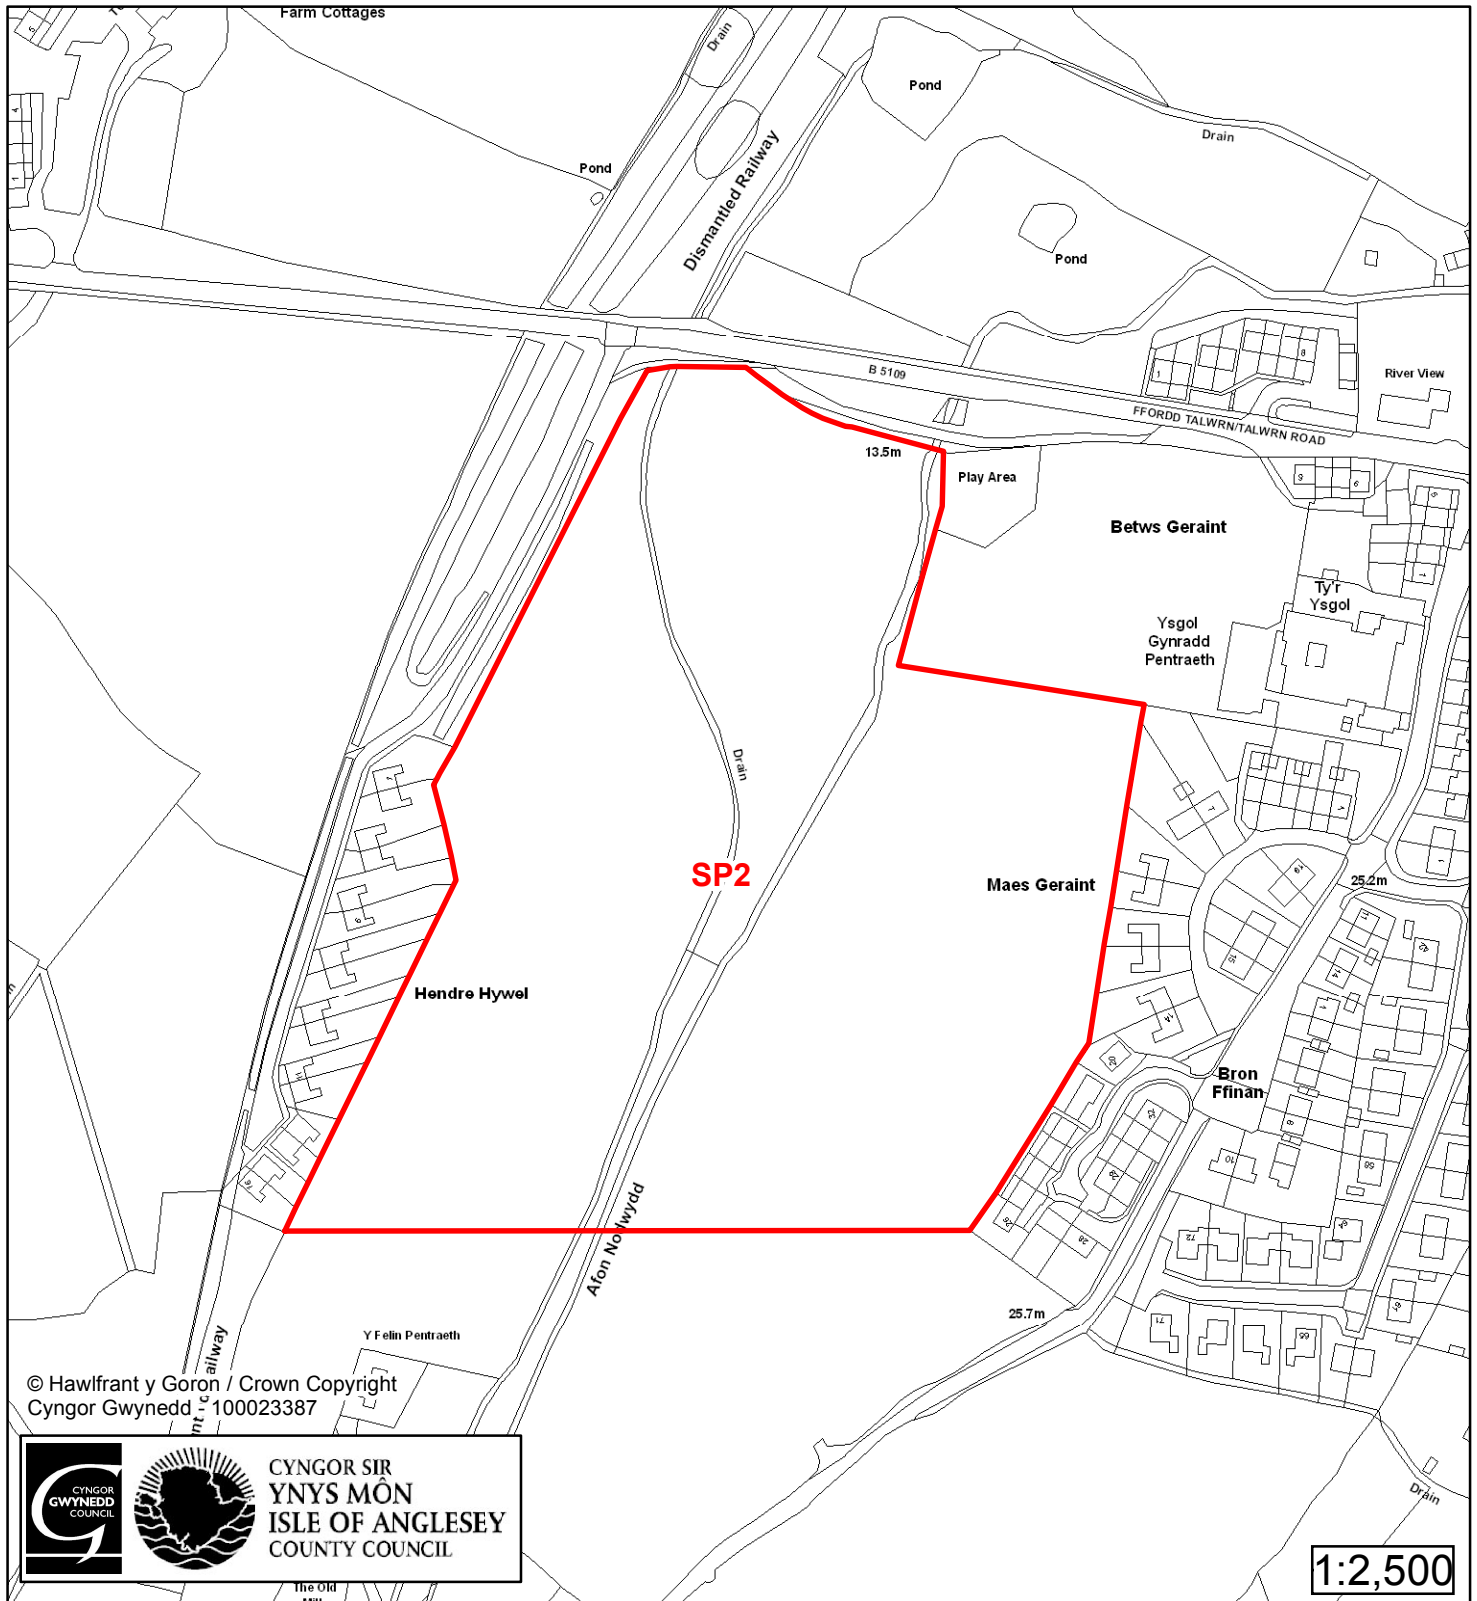 Farm Cottages
Drain
Pond
Drain
Pond
Dismantled Railway
Pond
B 5109
FFORDD TALWRN/TALWRN ROAD
River View
13.5m
Play Area
Betws Geraint
Ty'r
Ysgol
Ysgol
Gynradd
Pentraeth
Drain
SP2
Maes Geraint
25.2m
Hendre Hywel
Bron
Ffinan
Afon Nodwydd
25.7m
Y Felin Pentraeth
© Hawlfrant y Goron / Crown Copyright
Cyngor Gwynedd - 100023387
CYNGOR
GWYNEDD
COUNCIL
CYNGOR SIR
YNYS MÔN
ISLE OF ANGLESEY
COUNTY COUNCIL
Drain
The Old
1:2,500